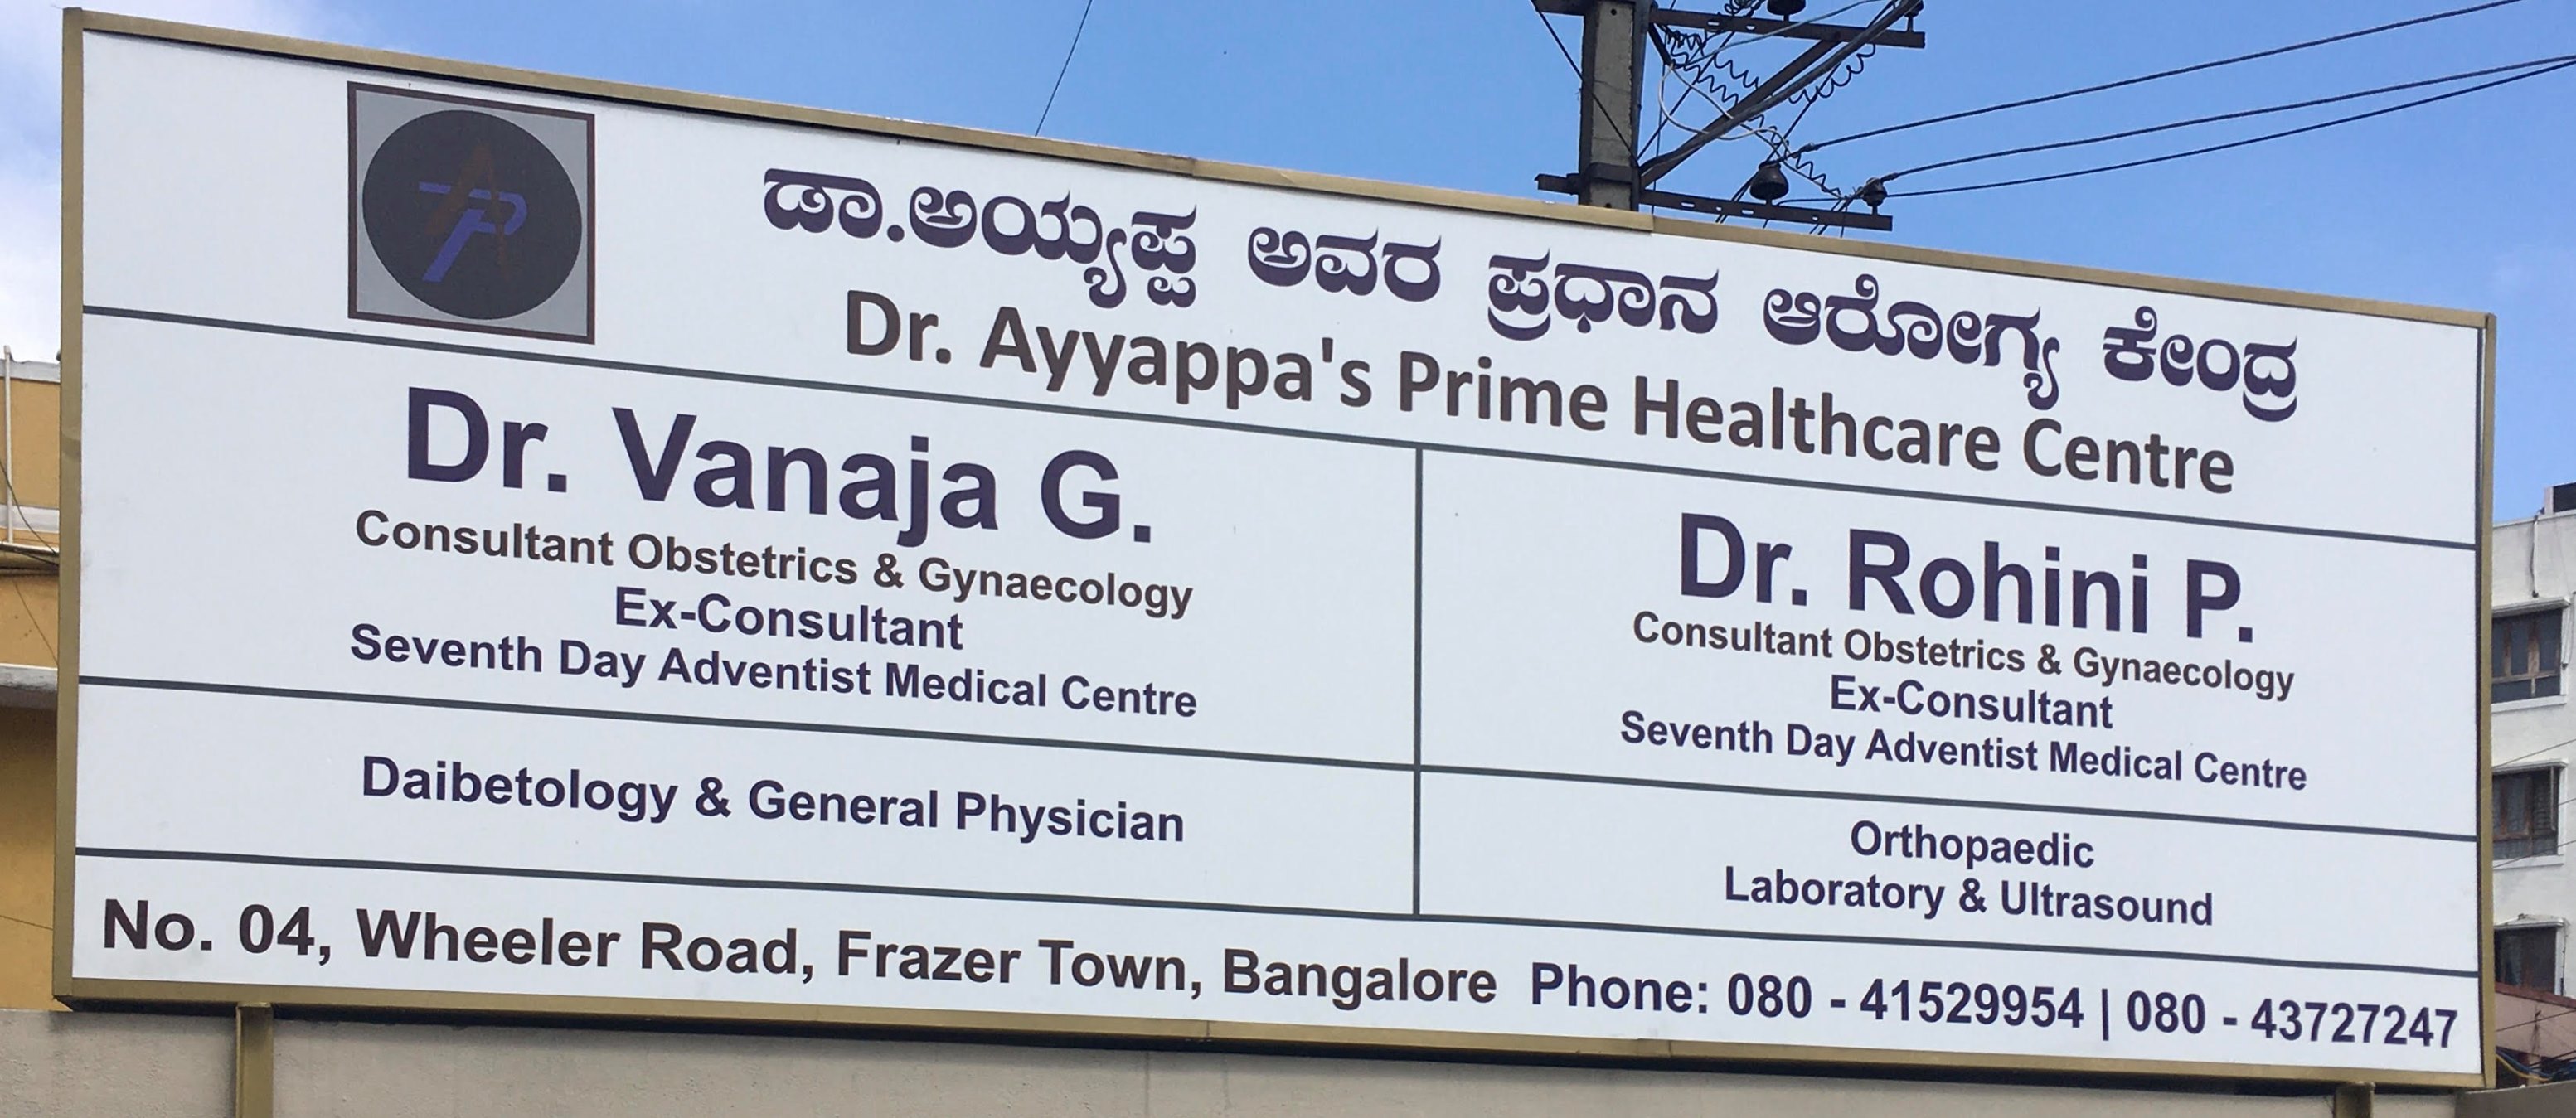 ಡಾ.ಅಯ್ಯಪ್ಪ ಅವರ ಪ್ರಧಾನ ಆರೋಗ್ಯ ಕೇಂದ್ರ
Dr. Ayyappa's Prime Healthcare Centre
Dr. Vanaja G.
Consultant Obstetrics & Gynaecology
Ex-Consultant
Seventh Day Adventist Medical Centre
Dr. Rohini P.
Consultant Obstetrics & Gynaecology
Ex-Consultant
Seventh Day Adventist Medical Centre
Daibetology & General Physician
Orthopaedic
Laboratory & Ultrasound
No. 04, Wheeler Road, Frazer Town, Bangalore Phone: 080 - 41529954 | 080 - 43727247